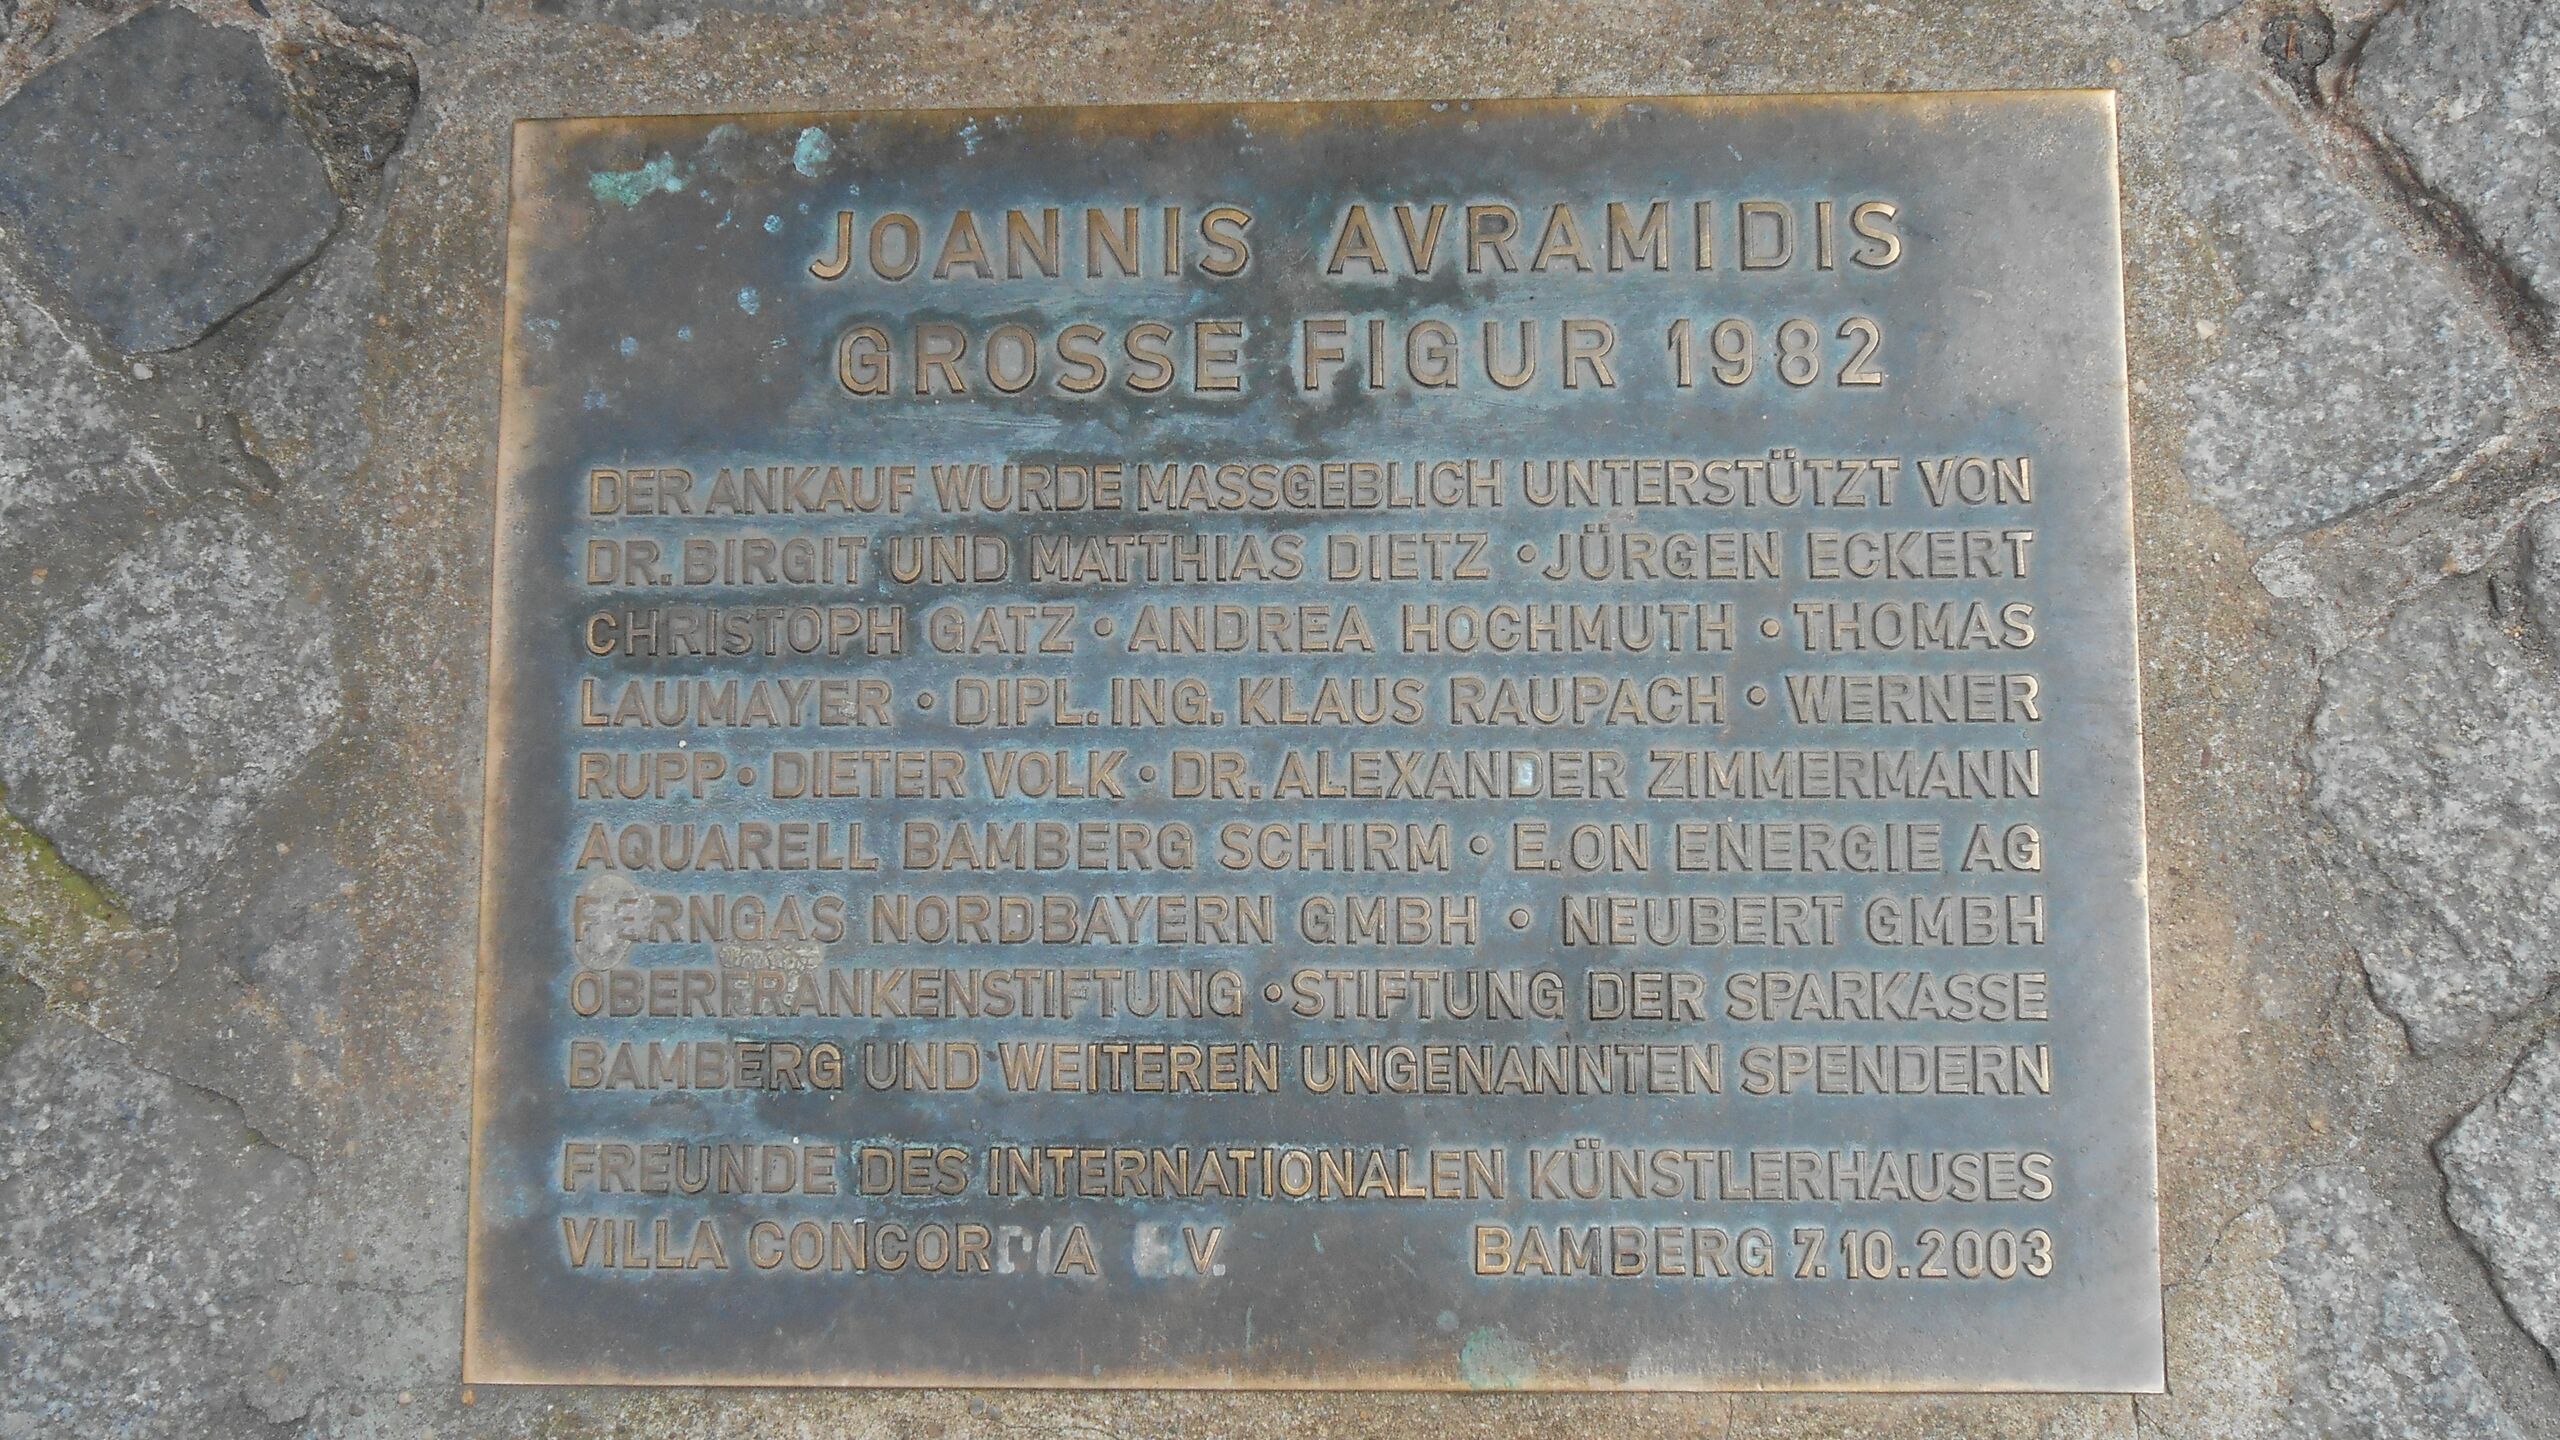 JOANNIS AVRAMIDIS
GROSSE FIGUR 1982
DER ANKAUF WURDE MASSGEBLICH UNTERSTÜTZT VON
DR. BIRGIT UND MATTHIAS DIETZ • JÜRGEN ECKERT
CHRISTOPH GATZ • ANDREA HOCHMUTH • THOMAS
LAUMAYER • DIPL. ING. KLAUS RAUPACH • WERNER
RUPP • DIETER VOLK • DR. ALEXANDER ZIMMERMANN
AQUARELL BAMBERG SCHIRM • E.ON ENERGIE AG
FERNGAS NORDBAYERN GMBH • NEUBERT GMBH
OBERFRANKENSTIFTUNG • STIFTUNG DER SPARKASSE
BAMBERG UND WEITEREN UNGENANNTEN SPENDERN
FREUNDE DES INTERNATIONALEN KÜNSTLERHAUSES
VILLA CONCORDIA E.V. BAMBERG 7.10.2003